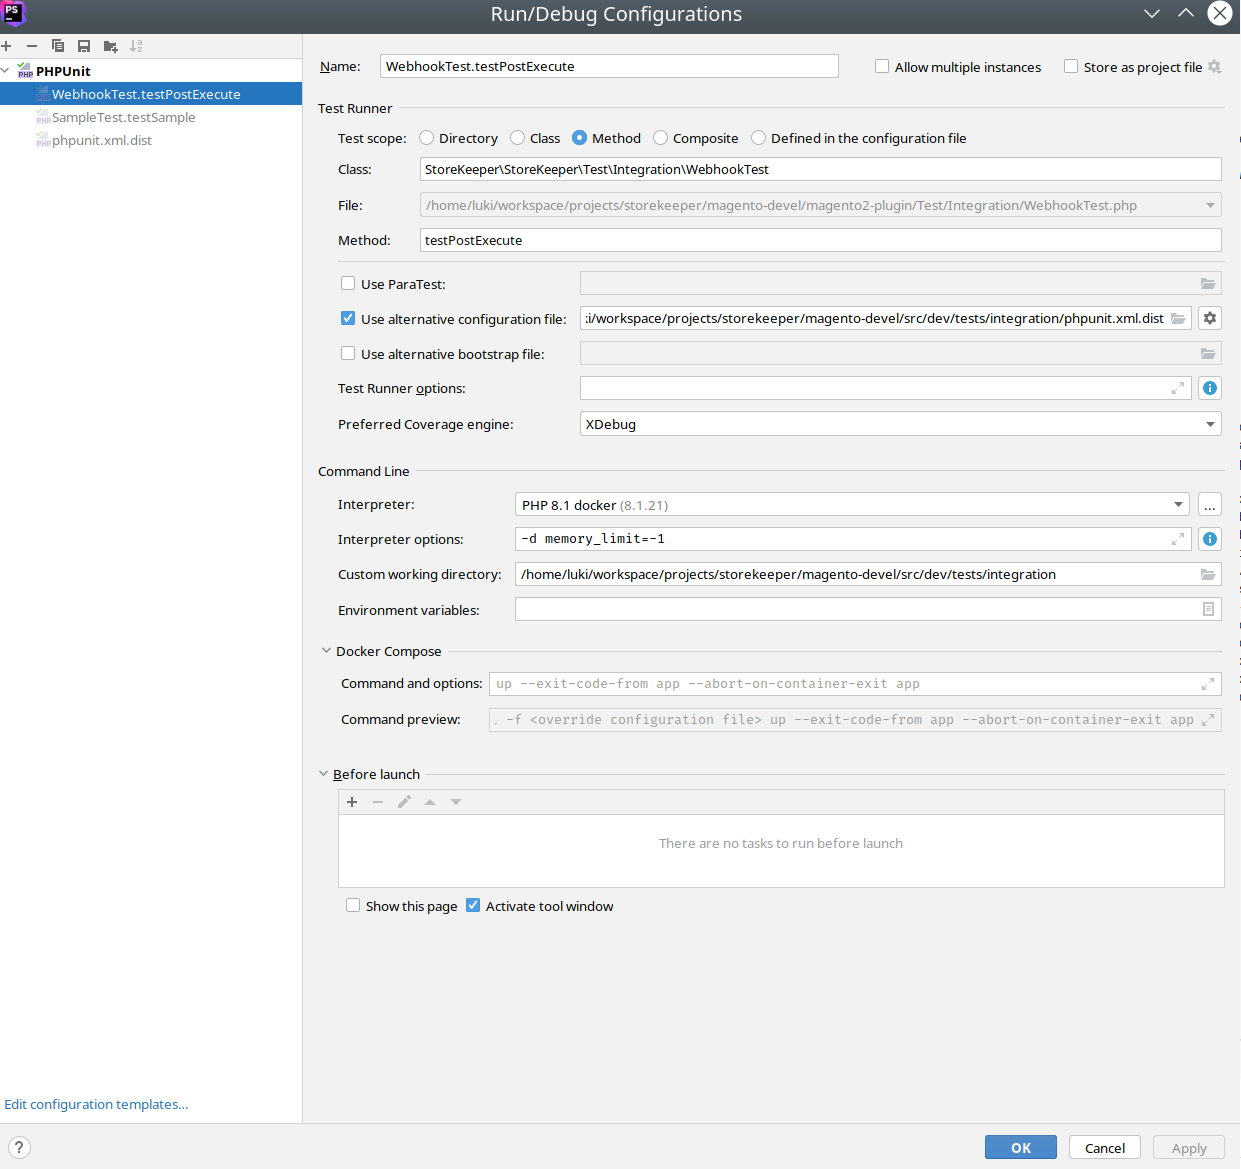 PS
Run/Debug Configurations
PHPUnit
WebhookTest.testPostExecute
SampleTest.testSample
phpunit.xml.dist
Edit configuration templates...
Name: WebhookTest.testPostExecute Allow multiple instances Store as project file
Test Runner
Test scope: Directory Class Method Composite Defined in the configuration file
Class: StoreKeeper\StoreKeeper\Test\Integration\WebhookTest
File: /home/luki/workspace/projects/storekeeper/magento-devel/magento2-plugin/Test/Integration/WebhookTest.php
Method: testPostExecute
Use ParaTest:
Use alternative configuration file: :i/workspace/projects/storekeeper/magento-devel/src/dev/tests/integration/phpunit.xml.dist
Use alternative bootstrap file:
Test Runner options:
Preferred Coverage engine: XDebug
Command Line
Interpreter: PHP 8.1 docker (8.1.21) ...
Interpreter options: -d memory_limit=-1
Custom working directory: /home/luki/workspace/projects/storekeeper/magento-devel/src/dev/tests/integration
Environment variables:
Docker Compose
Command and options: up --exit-code-from app --abort-on-container-exit app
Command preview: . -f <override configuration file> up --exit-code-from app --abort-on-container-exit app
Before launch
There are no tasks to run before launch
Show this page Activate tool window
? OK Cancel Apply